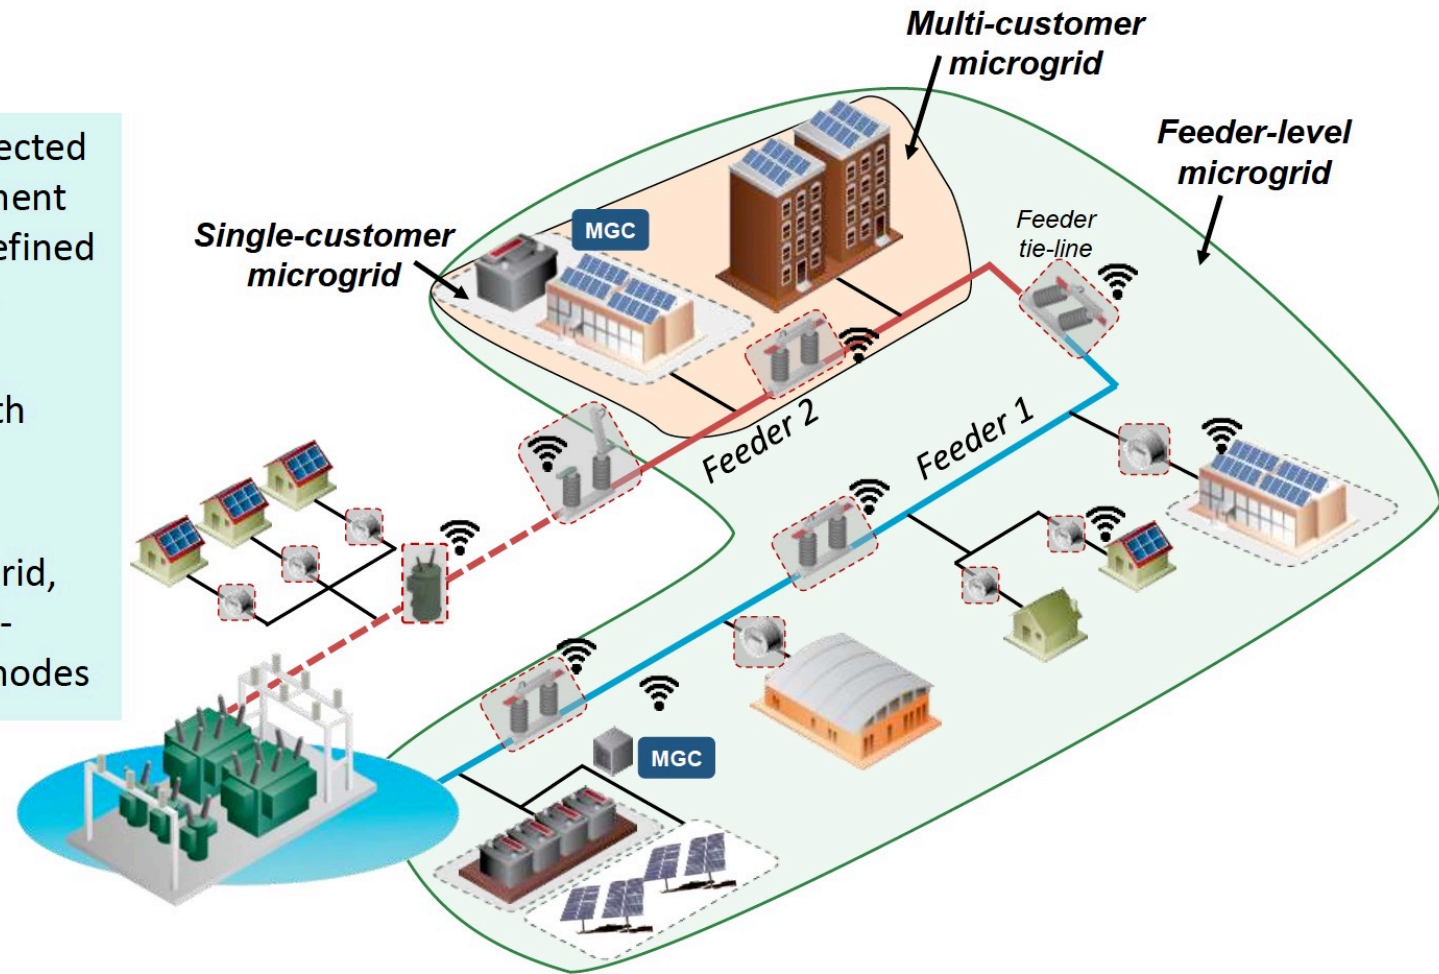 Multi-customer
microgrid
Feeder-level
microgrid
Single-customer
microgrid
MGC
Feeder
tie-line
Feeder 2
Feeder 1
MGC
ected
ment
efined
th
rid,
-
nodes